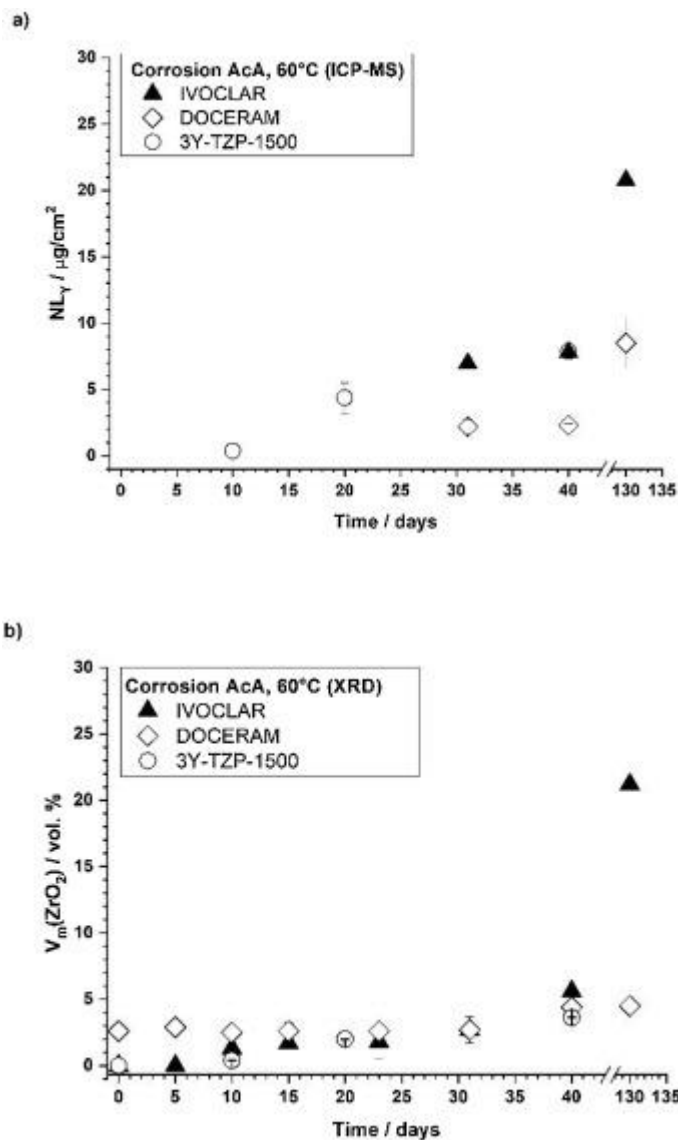 a)
30
Corrosion AcA, 60°C (ICP-MS)
IVOCLAR
25
DOCERAM
3Y-TZP-1500
20
15
10
5
0
NLY / µg/cm²
0 5 10 15 20 25 30 35 40 130 135
Time / days
b)
30
Corrosion AcA, 60°C (XRD)
IVOCLAR
25
DOCERAM
3Y-TZP-1500
20
15
10
5
0
Vm(ZrO2) / vol. %
0 5 10 15 20 25 30 35 40 130 135
Time / days